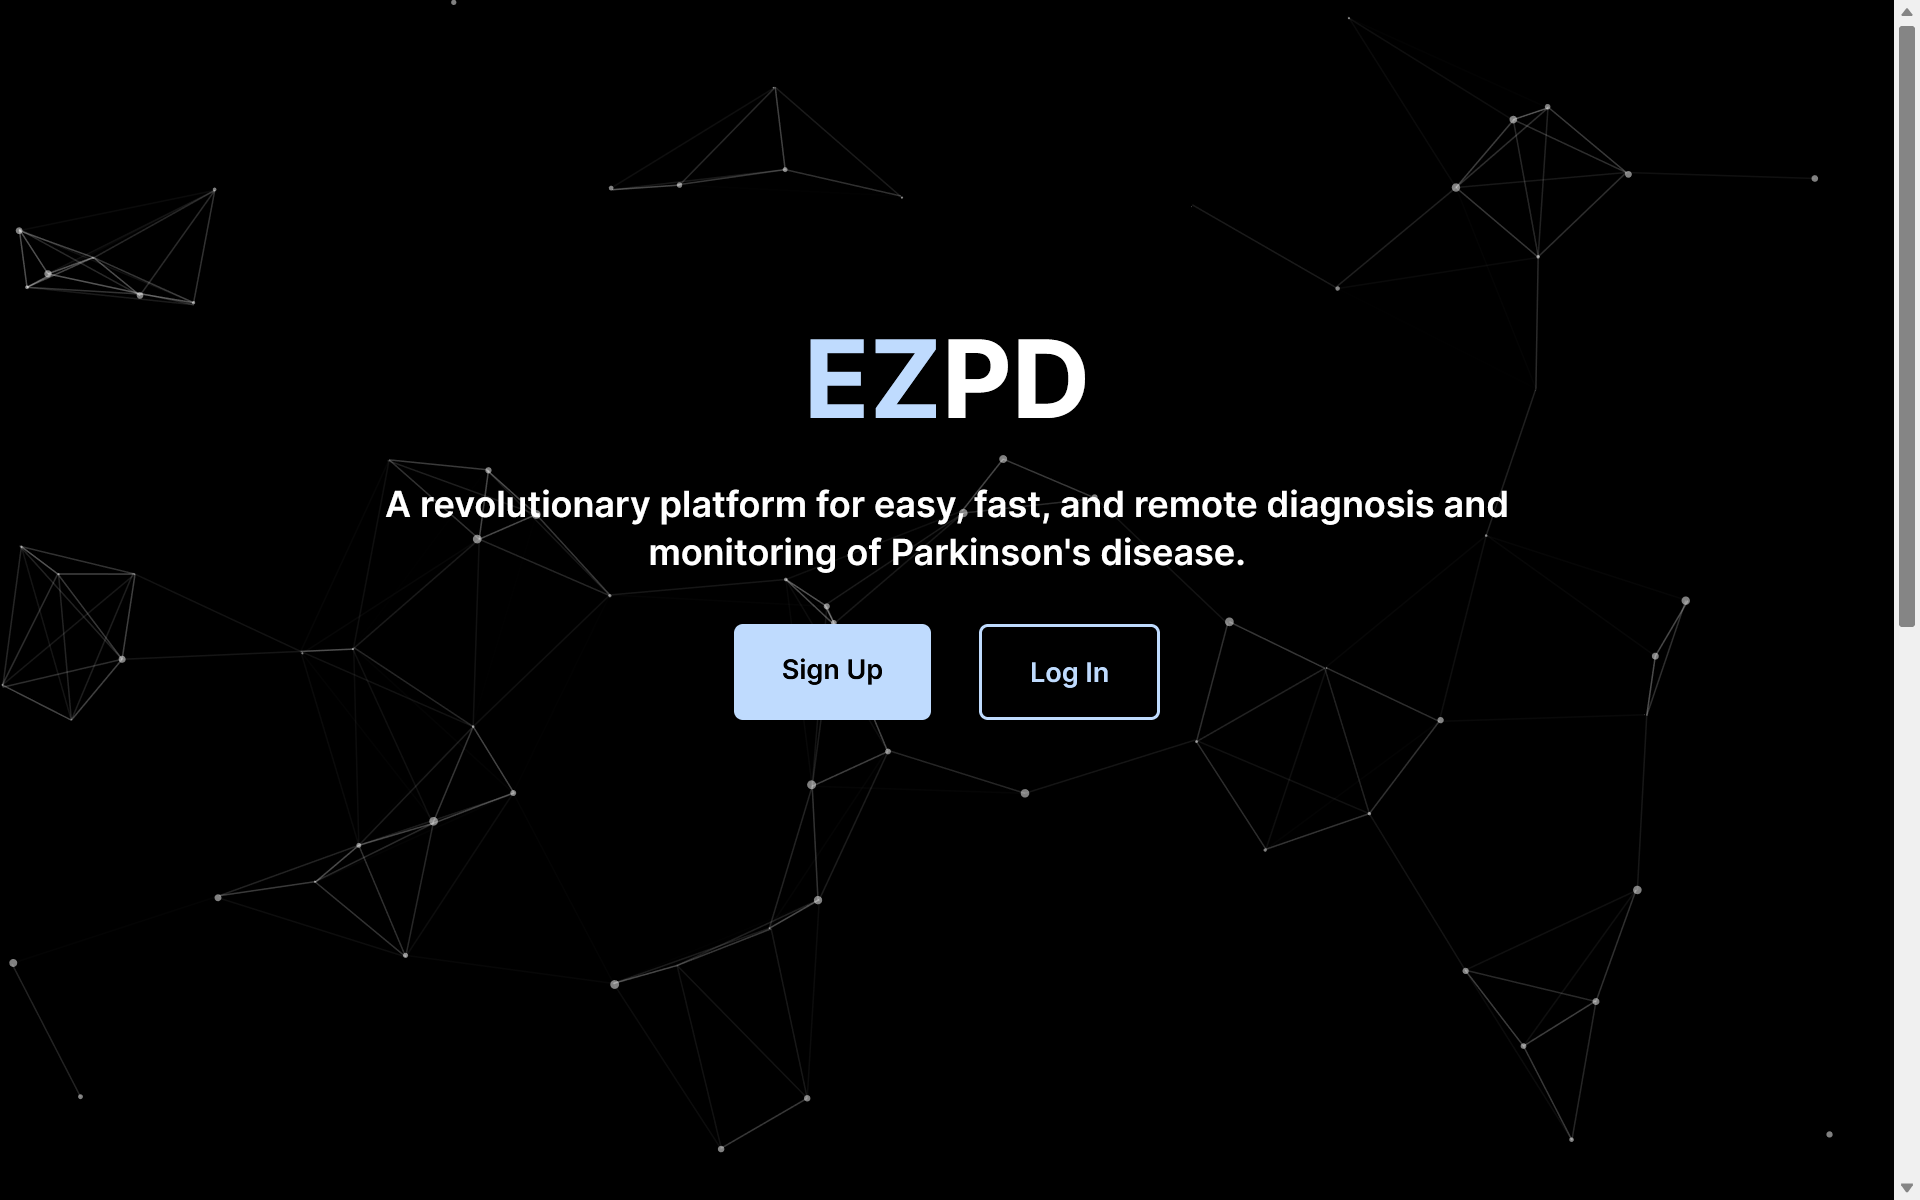 EZPD
A revolutionary platform for easy, fast, and remote diagnosis and
monitoring of Parkinson's disease.
Sign Up
Log In